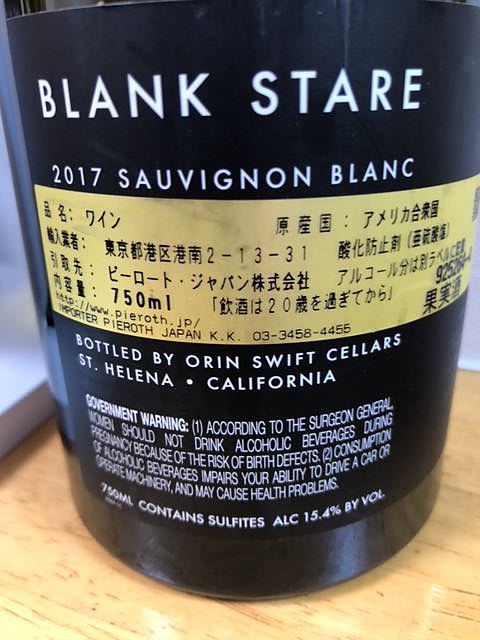 BLANK STARE
2017 SAUVIGNON BLANC
品名: ワイン 原産国: アメリカ合衆国
輸入業者: 東京都港区港南2-13-31 酸化防止剤(亜硫酸塩)
引取先: ピーロート・ジャパン株式会社 アルコール分は別ラベルに記載
内容量: 750ml 「飲酒は20歳を過ぎてから」 果実酒
http://www.pieroth.jp/
IMPORTER PIEROTH JAPAN K.K. 03-3458-4455
BOTTLED BY ORIN SWIFT CELLARS
ST. HELENA • CALIFORNIA
GOVERNMENT WARNING: (1) ACCORDING TO THE SURGEON GENERAL,
WOMEN SHOULD NOT DRINK ALCOHOLIC BEVERAGES DURING
PREGNANCY BECAUSE OF THE RISK OF BIRTH DEFECTS. (2) CONSUMPTION
OF ALCOHOLIC BEVERAGES IMPAIRS YOUR ABILITY TO DRIVE A CAR OR
OPERATE MACHINERY, AND MAY CAUSE HEALTH PROBLEMS.
750ML CONTAINS SULFITES ALC 15.4% BY VOL.